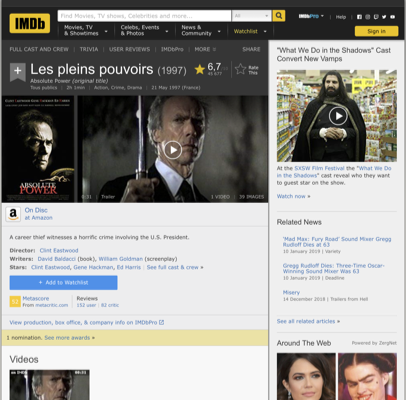 IMDb
Find Movies, TV shows, Celebrities and more...
All
IMDbPro
Help
Movies, TV & Showtimes
Celebs, Events & Photos
News & Community
Watchlist
Sign in
FULL CAST AND CREW | TRIVIA | USER REVIEWS | IMDbPro | MORE
SHARE
Les pleins pouvoirs (1997)
Absolute Power (original title)
6,7
Rate This
Tous publics | 2h 1min | Action, Crime, Drama | 21 May 1997 (France)
ABSOLUTE POWER
Trailer
1 VIDEO
39 IMAGES
On Disc
at Amazon
A career thief witnesses a horrific crime involving the U.S. President.
Director: Clint Eastwood
Writers: David Baldacci (book), William Goldman (screenplay)
Stars: Clint Eastwood, Gene Hackman, Ed Harris | See full cast & crew »
+ Add to Watchlist
Metascore
From metacritic.com
Reviews
152 user | 82 critic
View production, box office, & company info on IMDbPro
1 nomination. See more awards »
Videos
"What We Do in the Shadows" Cast
Convert New Vamps
At the SXSW Film Festival the "What We Do
in the Shadows" cast reveal who they want
to guest star on the show.
Watch now »
Related News
'Mad Max: Fury Road' Sound Mixer Gregg
Rudloff Dies at 63
10 January 2019 | Variety
Gregg Rudloff Dies: Three-Time Oscar-
Winning Sound Mixer Was 63
10 January 2019 | Deadline
Misery
14 December 2018 | Trailers from Hell
See all related articles »
Around The Web
Powered by ZergNet